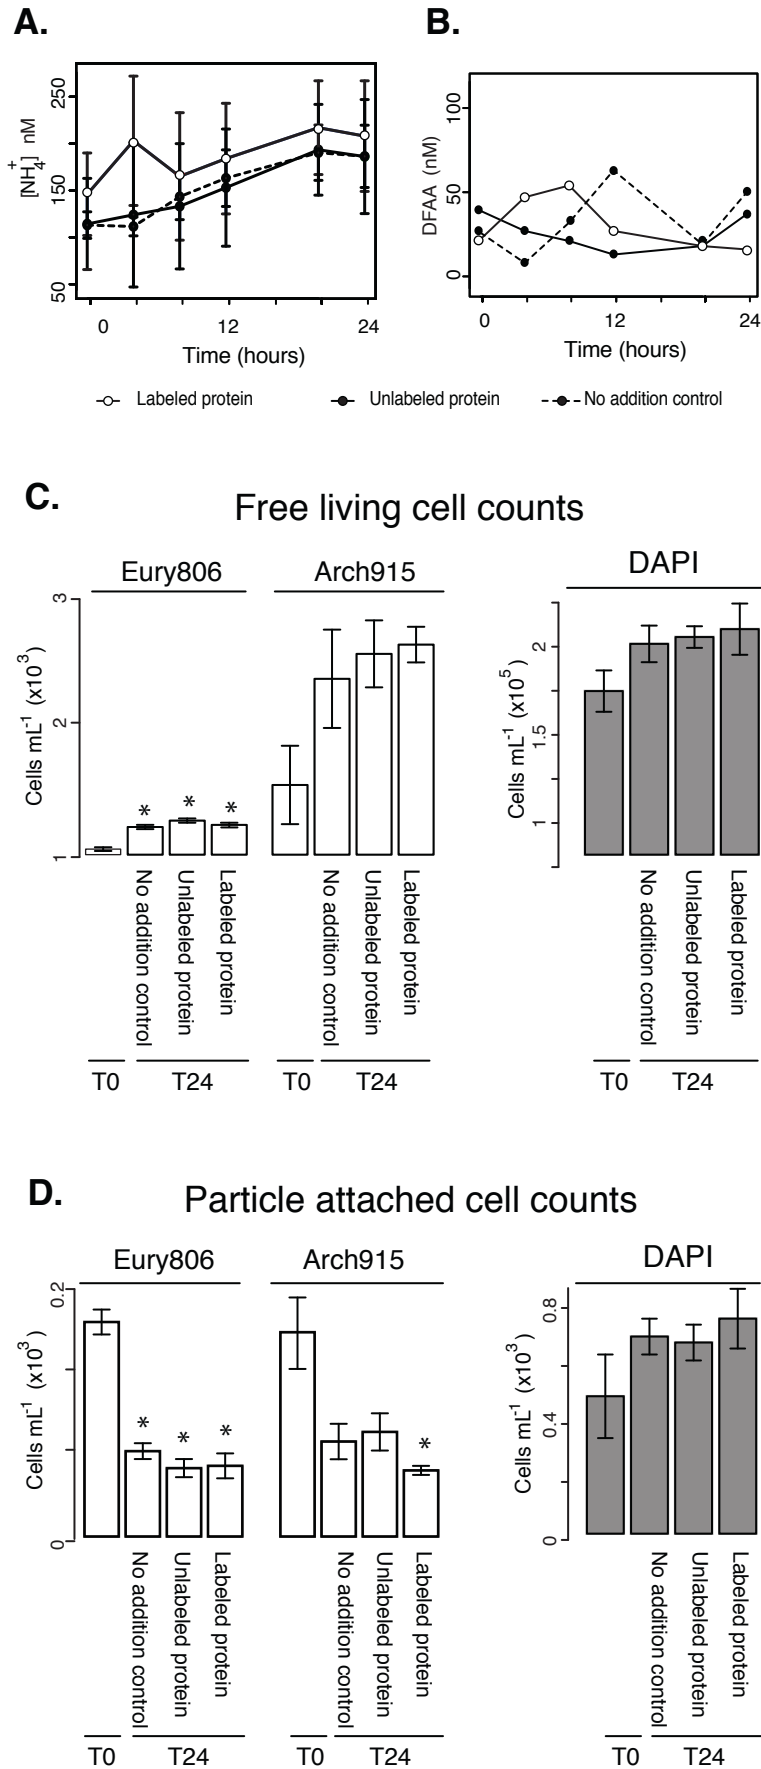 A.
B.
[NH4+] nM
50
150
250
0
12
24
Time (hours)
DFAA (nM)
0
50
100
0
12
24
Time (hours)
Labeled protein
Unlabeled protein
No addition control
C.
Free living cell counts
Eury806
Arch915
DAPI
Cells mL-1 (x103)
1
2
3
*
*
*
Cells mL-1 (x105)
1
1.5
2
No addition control
Unlabeled protein
Labeled protein
No addition control
Unlabeled protein
Labeled protein
No addition control
Unlabeled protein
Labeled protein
T0
T24
T0
T24
T0
T24
D.
Particle attached cell counts
Eury806
Arch915
DAPI
Cells mL-1 (x103)
0
0.2
*
*
*
*
Cells mL-1 (x103)
0
0.4
0.8
No addition control
Unlabeled protein
Labeled protein
No addition control
Unlabeled protein
Labeled protein
No addition control
Unlabeled protein
Labeled protein
T0
T24
T0
T24
T0
T24